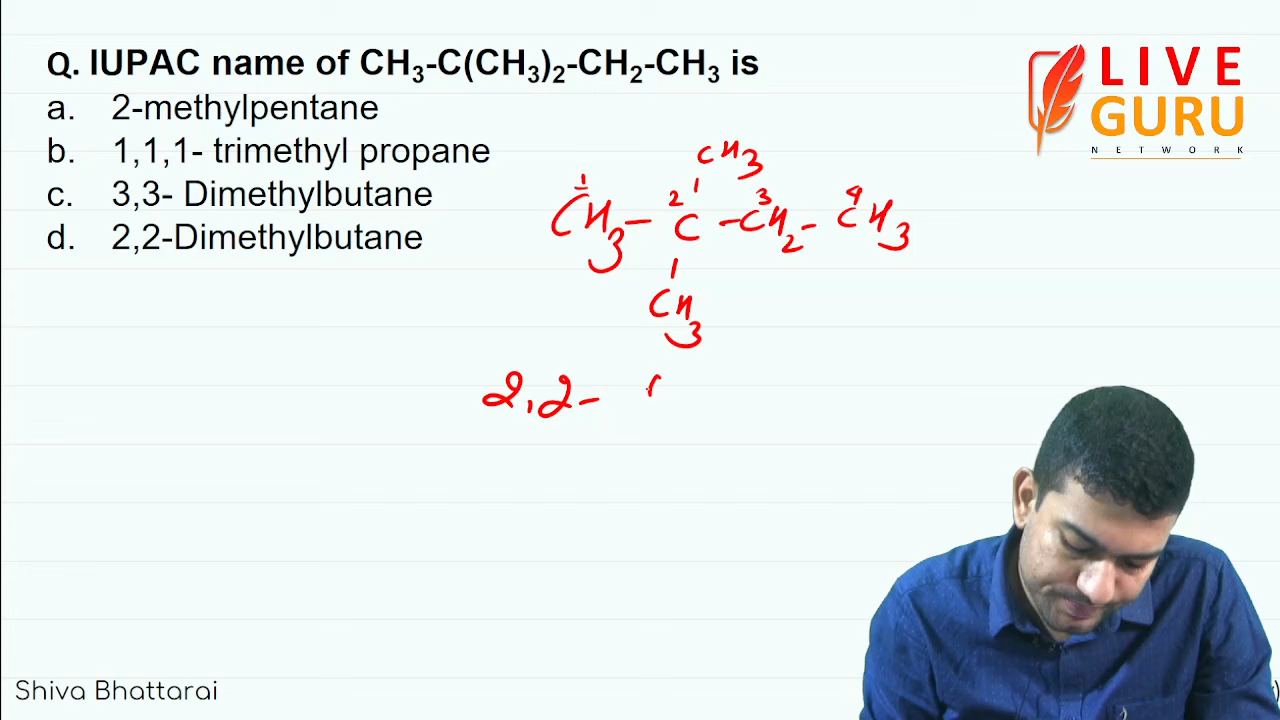 Q. IUPAC name of CH₃-C(CH₃)₂-CH₂-CH₃ is
a. 2-methylpentane
b. 1,1,1- trimethyl propane
c. 3,3- Dimethylbutane
d. 2,2-Dimethylbutane
LIVE
GURU
NETWORK
CH₃
1 2 3 4
CH₃ - C - CH₂ - CH₃
CH₃
2,2-
Shiva Bhattarai